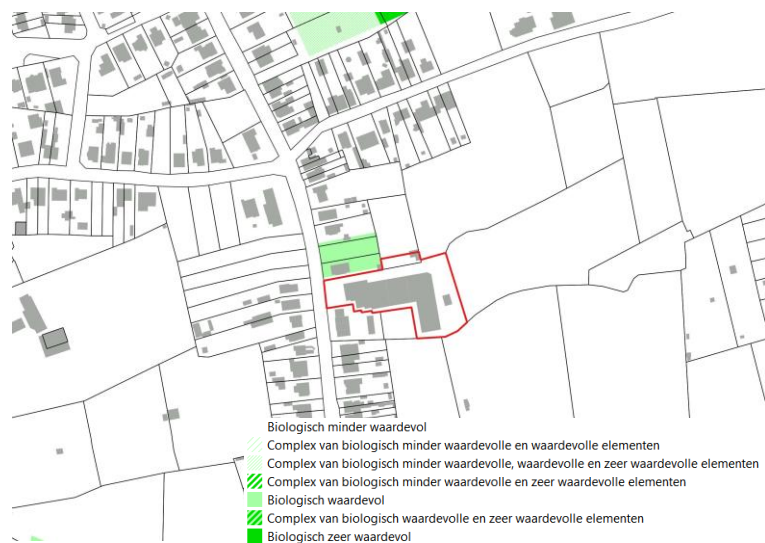 Biologisch minder waardevol
Complex van biologisch minder waardevolle en waardevolle elementen
Complex van biologisch minder waardevolle, waardevolle en zeer waardevolle elementen
Complex van biologisch minder waardevolle en zeer waardevolle elementen
Biologisch waardevol
Complex van biologisch waardevolle en zeer waardevolle elementen
Biologisch zeer waardevol